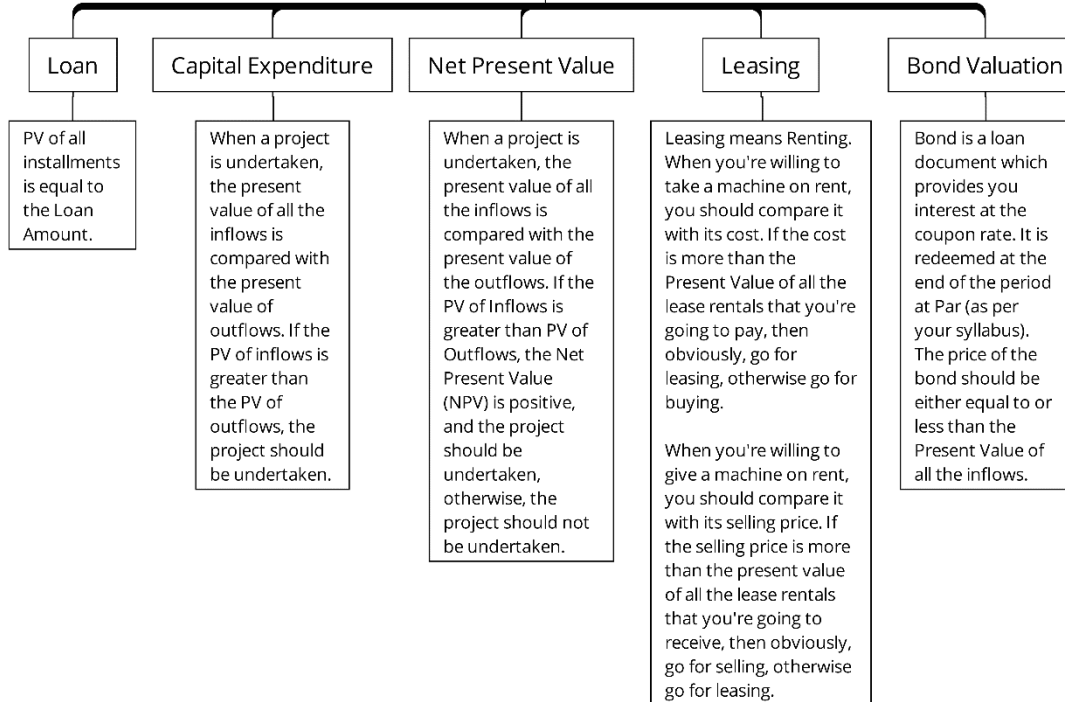 Loan
PV of all
installments
is equal to
the Loan
Amount.
Capital Expenditure
When a project
is undertaken,
the present
value of all the
inflows is
compared with
the present
value of
outflows. If the
PV of inflows is
greater than
the PV of
outflows, the
project should
be undertaken.
Net Present Value
When a project is
undertaken, the
present value of all
the inflows is
compared with the
present value of
the outflows. If the
PV of Inflows is
greater than PV of
Outflows, the Net
Present Value
(NPV) is positive,
and the project
should be
undertaken,
otherwise, the
project should not
be undertaken.
Leasing
Leasing means Renting.
When you're willing to
take a machine on rent,
you should compare it
with its cost. If the cost
is more than the
Present Value of all the
lease rentals that you're
going to pay, then
obviously, go for
leasing, otherwise go for
buying.
When you're willing to
give a machine on rent,
you should compare it
with its selling price. If
the selling price is more
than the present value
of all the lease rentals
that you're going to
receive, then obviously,
go for selling, otherwise
go for leasing.
Bond Valuation
Bond is a loan
document which
provides you
interest at the
coupon rate. It is
redeemed at the
end of the period
at Par (as per
your syllabus).
The price of the
bond should be
either equal to or
less than the
Present Value of
all the inflows.